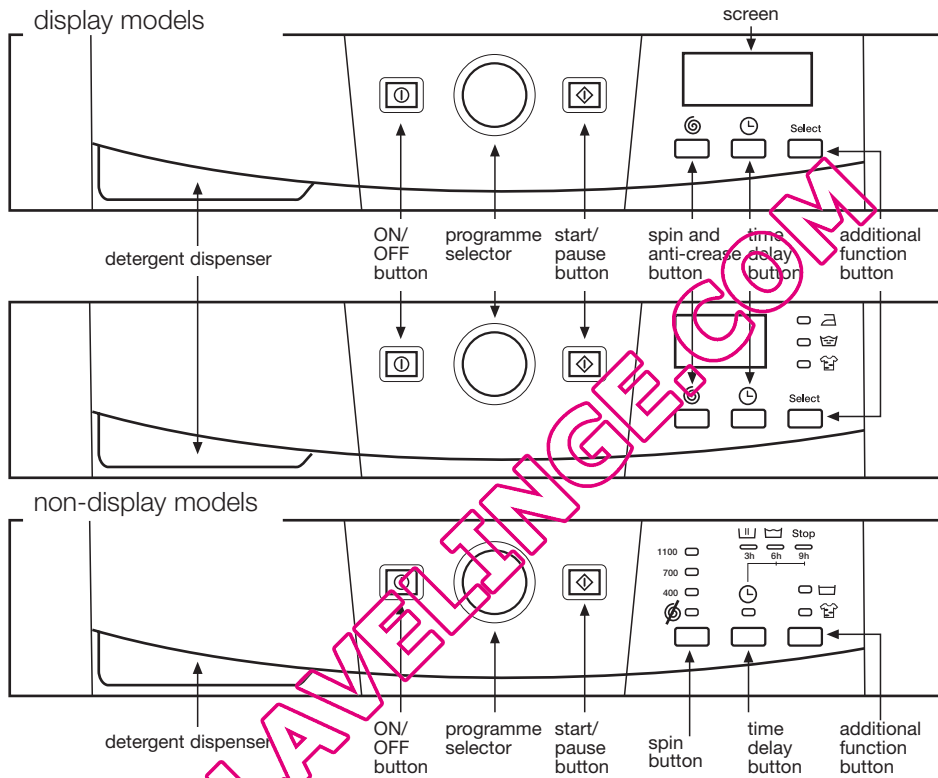 display models
screen
Select
detergent dispenser
ON/
OFF
button
programme
selector
start/
pause
button
spin and
anti-crease
button
time
delay
button
additional
function
button
Select
non-display models
1100
700
400
Stop
3h 6h 9h
detergent dispenser
ON/
OFF
button
programme
selector
start/
pause
button
spin
button
time
delay
button
additional
function
button
LAVELINGE.COM